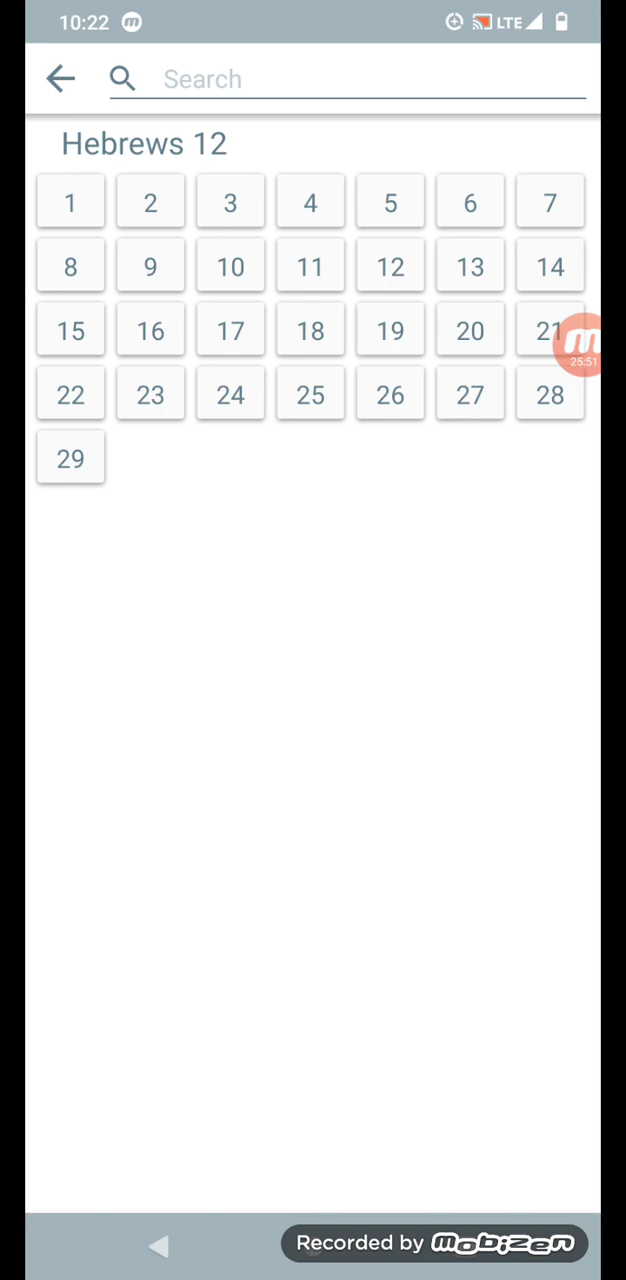 10:22 m LTE
Search
Hebrews 12
1 2 3 4 5 6 7
8 9 10 11 12 13 14
15 16 17 18 19 20 21
25:51
22 23 24 25 26 27 28
29
Recorded by mobizen